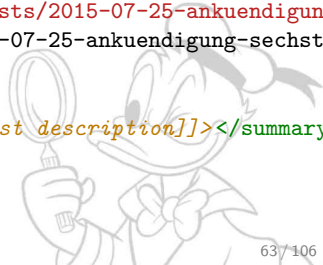 sts/2015-07-25-ankuendigun
-07-25-ankuendigung-sechst
st description]]></summary
63 / 106